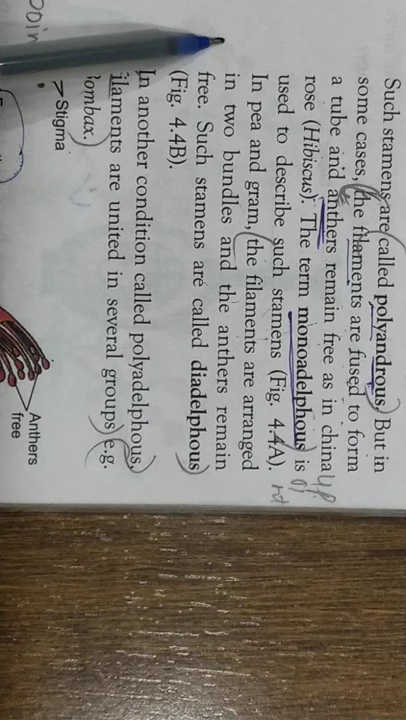 Such stamens are called polyandrous. But in
some cases, the filaments are fused to form
a tube and anthers remain free as in china
rose (Hibiscus). The term monoadelphous is
used to describe such stamens (Fig. 4.4A).
In pea and gram, the filaments are arranged
in two bundles and the anthers remain
free. Such stamens are called diadelphous
(Fig. 4.4B).
In another condition called polyadelphous,
ilaments are united in several groups e.g.
ombax.
Stigma
Anthers
free